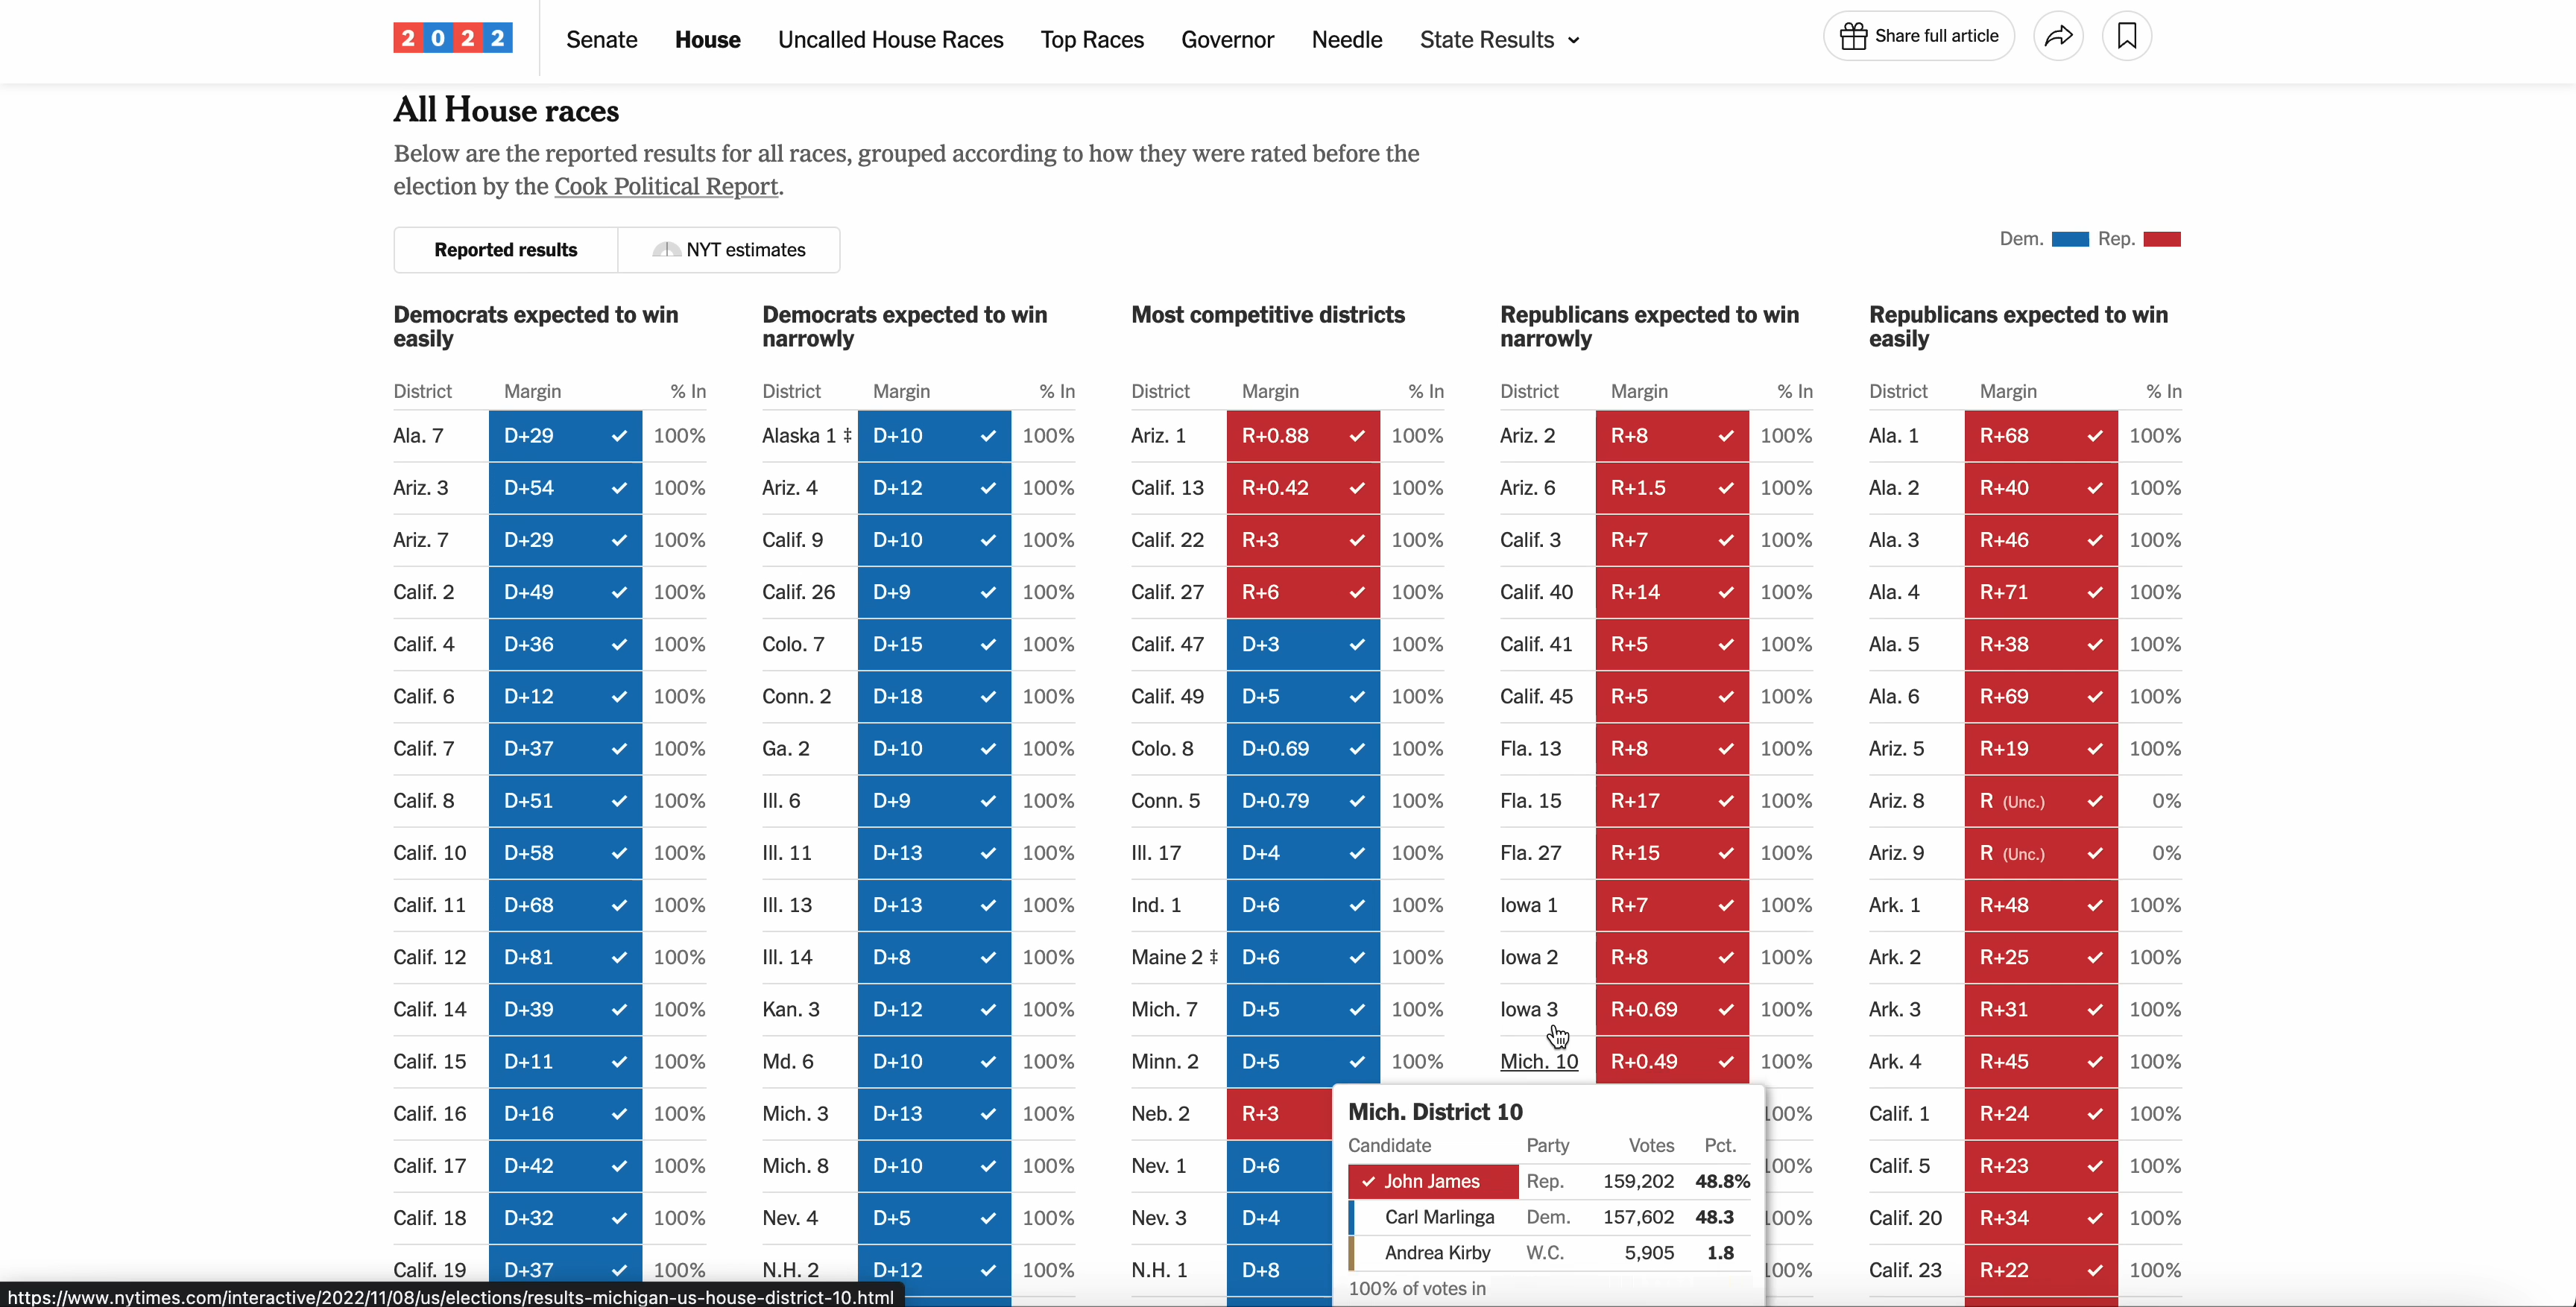 2022
Senate House Uncalled House Races Top Races Governor Needle State Results Share full article
All House races
Below are the reported results for all races, grouped according to how they were rated before the
election by the Cook Political Report.
Reported results NYT estimates
Dem. Rep.
Democrats expected to win easily
District Margin % In
Ala. 7 D+29 100%
Ariz. 3 D+54 100%
Ariz. 7 D+29 100%
Calif. 2 D+49 100%
Calif. 4 D+36 100%
Calif. 6 D+12 100%
Calif. 7 D+37 100%
Calif. 8 D+51 100%
Calif. 10 D+58 100%
Calif. 11 D+68 100%
Calif. 12 D+81 100%
Calif. 14 D+39 100%
Calif. 15 D+11 100%
Calif. 16 D+16 100%
Calif. 17 D+42 100%
Calif. 18 D+32 100%
Calif. 19 D+37 100%
Democrats expected to win narrowly
District Margin % In
Alaska 1 ‡ D+10 100%
Ariz. 4 D+12 100%
Calif. 9 D+10 100%
Calif. 26 D+9 100%
Colo. 7 D+15 100%
Conn. 2 D+18 100%
Ga. 2 D+10 100%
Ill. 6 D+9 100%
Ill. 11 D+13 100%
Ill. 13 D+13 100%
Ill. 14 D+8 100%
Kan. 3 D+12 100%
Md. 6 D+10 100%
Mich. 3 D+13 100%
Mich. 8 D+10 100%
Nev. 4 D+5 100%
N.H. 2 D+12 100%
Most competitive districts
District Margin % In
Ariz. 1 R+0.88 100%
Calif. 13 R+0.42 100%
Calif. 22 R+3 100%
Calif. 27 R+6 100%
Calif. 47 D+3 100%
Calif. 49 D+5 100%
Colo. 8 D+0.69 100%
Conn. 5 D+0.79 100%
Ill. 17 D+4 100%
Ind. 1 D+6 100%
Maine 2 ‡ D+6 100%
Mich. 7 D+5 100%
Minn. 2 D+5 100%
Neb. 2 R+3
Nev. 1 D+6
Nev. 3 D+4
N.H. 1 D+8
Republicans expected to win narrowly
District Margin % In
Ariz. 2 R+8 100%
Ariz. 6 R+1.5 100%
Calif. 3 R+7 100%
Calif. 40 R+14 100%
Calif. 41 R+5 100%
Calif. 45 R+5 100%
Fla. 13 R+8 100%
Fla. 15 R+17 100%
Fla. 27 R+15 100%
Iowa 1 R+7 100%
Iowa 2 R+8 100%
Iowa 3 R+0.69 100%
Mich. 10 R+0.49 100%
100%
100%
100%
100%
Mich. District 10
Candidate Party Votes Pct.
John James Rep. 159,202 48.8%
Carl Marlinga Dem. 157,602 48.3
Andrea Kirby W.C. 5,905 1.8
100% of votes in
Republicans expected to win easily
District Margin % In
Ala. 1 R+68 100%
Ala. 2 R+40 100%
Ala. 3 R+46 100%
Ala. 4 R+71 100%
Ala. 5 R+38 100%
Ala. 6 R+69 100%
Ariz. 5 R+19 100%
Ariz. 8 R (Unc.) 0%
Ariz. 9 R (Unc.) 0%
Ark. 1 R+48 100%
Ark. 2 R+25 100%
Ark. 3 R+31 100%
Ark. 4 R+45 100%
Calif. 1 R+24 100%
Calif. 5 R+23 100%
Calif. 20 R+34 100%
Calif. 23 R+22 100%
https://www.nytimes.com/interactive/2022/11/08/us/elections/results-michigan-us-house-district-10.html